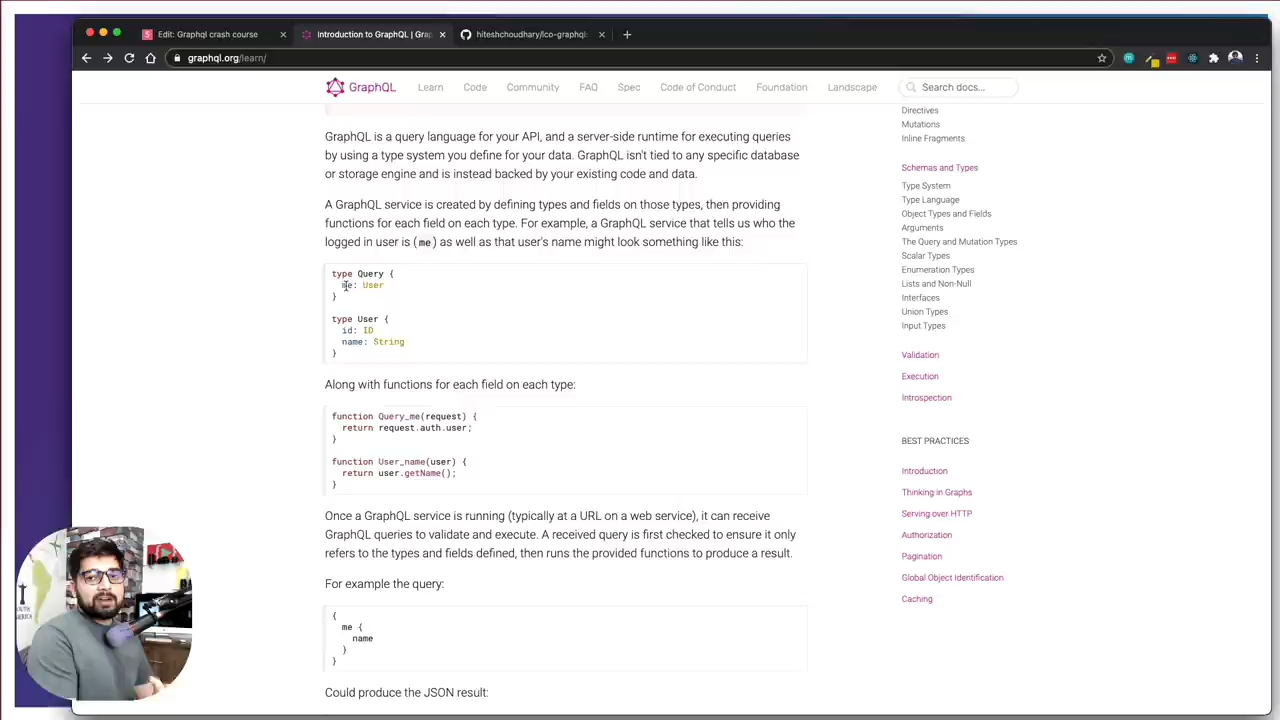 Edit: Graphql crash course
Introduction to GraphQL | Grap
hiteshchoudhary/lco-graphql
graphql.org/learn/
GraphQL
Learn
Code
Community
FAQ
Spec
Code of Conduct
Foundation
Landscape
Search docs...
GraphQL is a query language for your API, and a server-side runtime for executing queries
by using a type system you define for your data. GraphQL isn't tied to any specific database
or storage engine and is instead backed by your existing code and data.
A GraphQL service is created by defining types and fields on those types, then providing
functions for each field on each type. For example, a GraphQL service that tells us who the
logged in user is (me) as well as that user's name might look something like this:
type Query {
me: User
}
type User {
id: ID
name: String
}
Along with functions for each field on each type:
function Query_me(request) {
return request.auth.user;
}
function User_name(user) {
return user.getName();
}
Once a GraphQL service is running (typically at a URL on a web service), it can receive
GraphQL queries to validate and execute. A received query is first checked to ensure it only
refers to the types and fields defined, then runs the provided functions to produce a result.
For example the query:
{
me {
name
}
}
Could produce the JSON result:
Directives
Mutations
Inline Fragments
Schemas and Types
Type System
Type Language
Object Types and Fields
Arguments
The Query and Mutation Types
Scalar Types
Enumeration Types
Lists and Non-Null
Interfaces
Union Types
Input Types
Validation
Execution
Introspection
BEST PRACTICES
Introduction
Thinking in Graphs
Serving over HTTP
Authorization
Pagination
Global Object Identification
Caching